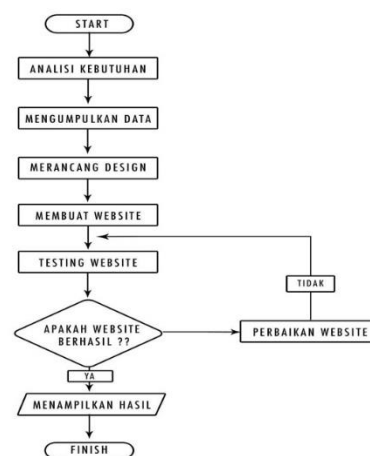 START
ANALISI KEBUTUHAN
MENGUMPULKAN DATA
MERANCANG DESIGN
MEMBUAT WEBSITE
TESTING WEBSITE
TIDAK
APAKAH WEBSITE
BERHASIL ??
PERBAIKAN WEBSITE
YA
MENAMPILKAN HASIL
FINISH